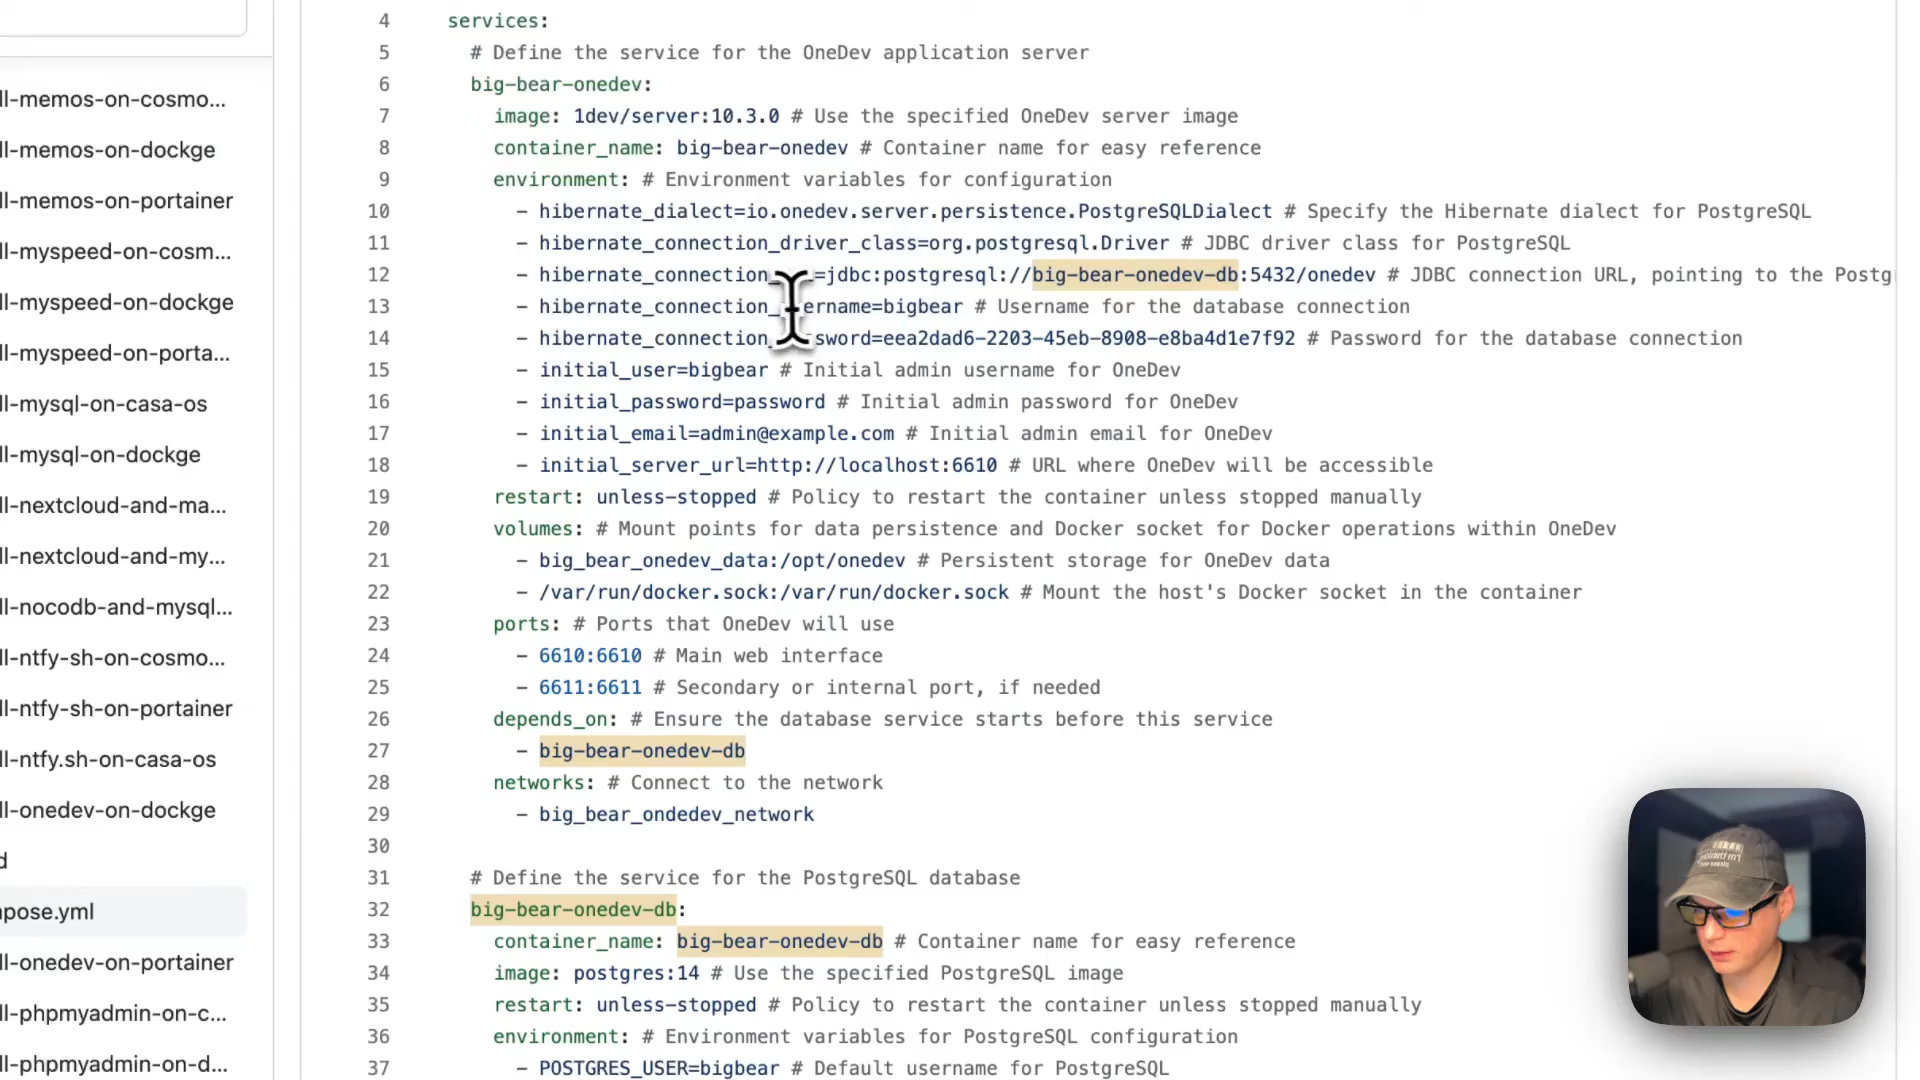 ll-memos-on-cosmo...
ll-memos-on-dockge
ll-memos-on-portainer
ll-myspeed-on-cosm...
ll-myspeed-on-dockge
ll-myspeed-on-porta...
ll-mysql-on-casa-os
ll-mysql-on-dockge
ll-nextcloud-and-ma...
ll-nextcloud-and-my...
ll-nocodb-and-mysql...
ll-ntfy-sh-on-cosmo...
ll-ntfy-sh-on-portainer
ll-ntfy.sh-on-casa-os
ll-onedev-on-dockge
d
pose.yml
ll-onedev-on-portainer
ll-phpmyadmin-on-c...
ll-phpmyadmin-on-d...
4 services:
5 # Define the service for the OneDev application server
6 big-bear-onedev:
7 image: 1dev/server:10.3.0 # Use the specified OneDev server image
8 container_name: big-bear-onedev # Container name for easy reference
9 environment: # Environment variables for configuration
10 - hibernate_dialect=io.onedev.server.persistence.PostgreSQLDialect # Specify the Hibernate dialect for PostgreSQL
11 - hibernate_connection_driver_class=org.postgresql.Driver # JDBC driver class for PostgreSQL
12 - hibernate_connection_ =jdbc:postgresql://big-bear-onedev-db:5432/onedev # JDBC connection URL, pointing to the Postg
13 - hibernate_connection_ ername=bigbear # Username for the database connection
14 - hibernate_connection_ sword=eea2dad6-2203-45eb-8908-e8ba4d1e7f92 # Password for the database connection
15 - initial_user=bigbear # Initial admin username for OneDev
16 - initial_password=password # Initial admin password for OneDev
17 - initial_email=admin@example.com # Initial admin email for OneDev
18 - initial_server_url=http://localhost:6610 # URL where OneDev will be accessible
19 restart: unless-stopped # Policy to restart the container unless stopped manually
20 volumes: # Mount points for data persistence and Docker socket for Docker operations within OneDev
21 - big_bear_onedev_data:/opt/onedev # Persistent storage for OneDev data
22 - /var/run/docker.sock:/var/run/docker.sock # Mount the host's Docker socket in the container
23 ports: # Ports that OneDev will use
24 - 6610:6610 # Main web interface
25 - 6611:6611 # Secondary or internal port, if needed
26 depends_on: # Ensure the database service starts before this service
27 - big-bear-onedev-db
28 networks: # Connect to the network
29 - big_bear_ondedev_network
30
31 # Define the service for the PostgreSQL database
32 big-bear-onedev-db:
33 container_name: big-bear-onedev-db # Container name for easy reference
34 image: postgres:14 # Use the specified PostgreSQL image
35 restart: unless-stopped # Policy to restart the container unless stopped manually
36 environment: # Environment variables for PostgreSQL configuration
37 - POSTGRES_USER=bigbear # Default username for PostgreSQL